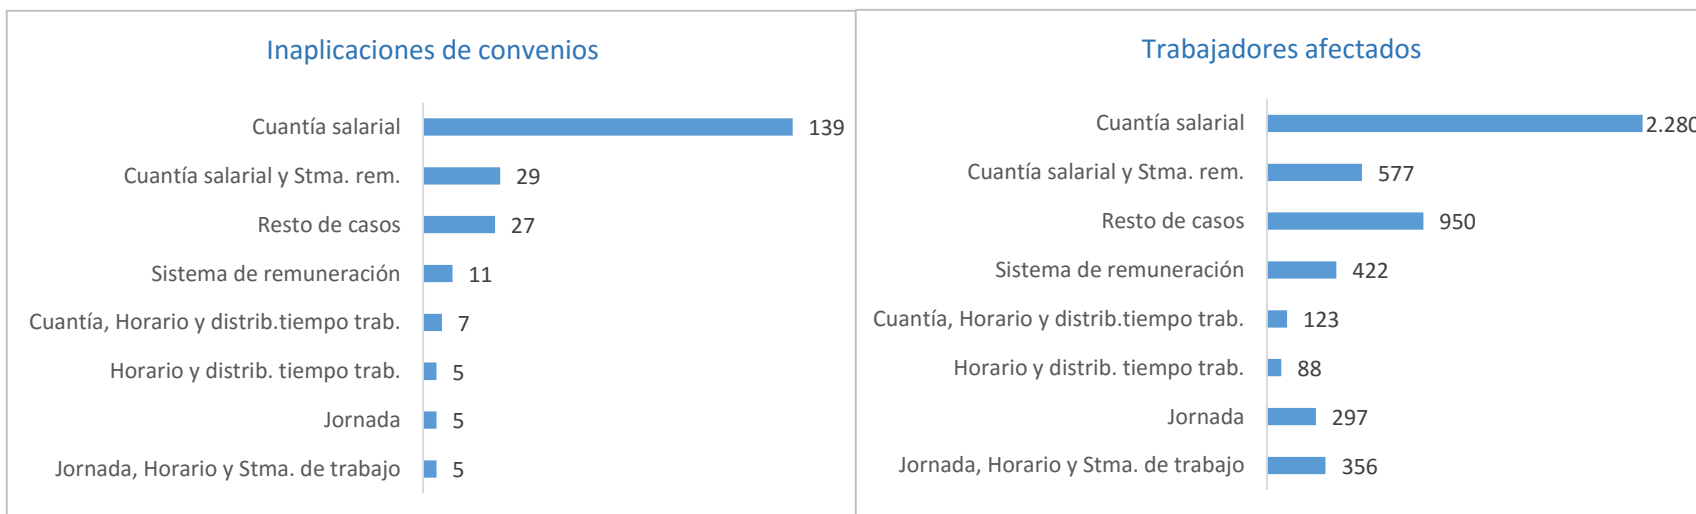 Inaplicaciones de convenios
Cuantía salarial 139
Cuantía salarial y Stma. rem. 29
Resto de casos 27
Sistema de remuneración 11
Cuantía, Horario y distrib.tiempo trab. 7
Horario y distrib. tiempo trab. 5
Jornada 5
Jornada, Horario y Stma. de trabajo 5
Trabajadores afectados
Cuantía salarial 2.280
Cuantía salarial y Stma. rem. 577
Resto de casos 950
Sistema de remuneración 422
Cuantía, Horario y distrib.tiempo trab. 123
Horario y distrib. tiempo trab. 88
Jornada 297
Jornada, Horario y Stma. de trabajo 356